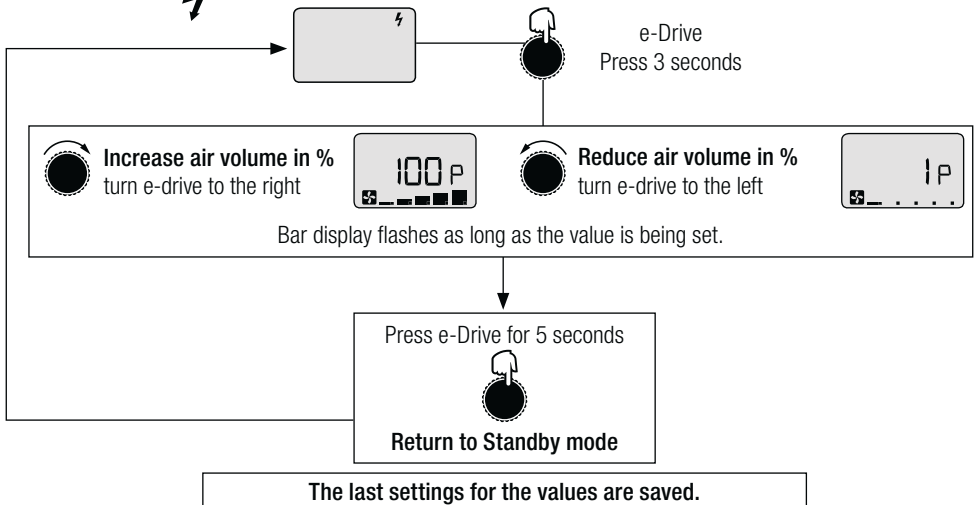 e-Drive
Press 3 seconds
Increase air volume in %
turn e-drive to the right
100 P
Reduce air volume in %
turn e-drive to the left
1 P
Bar display flashes as long as the value is being set.
Press e-Drive for 5 seconds
Return to Standby mode
The last settings for the values are saved.